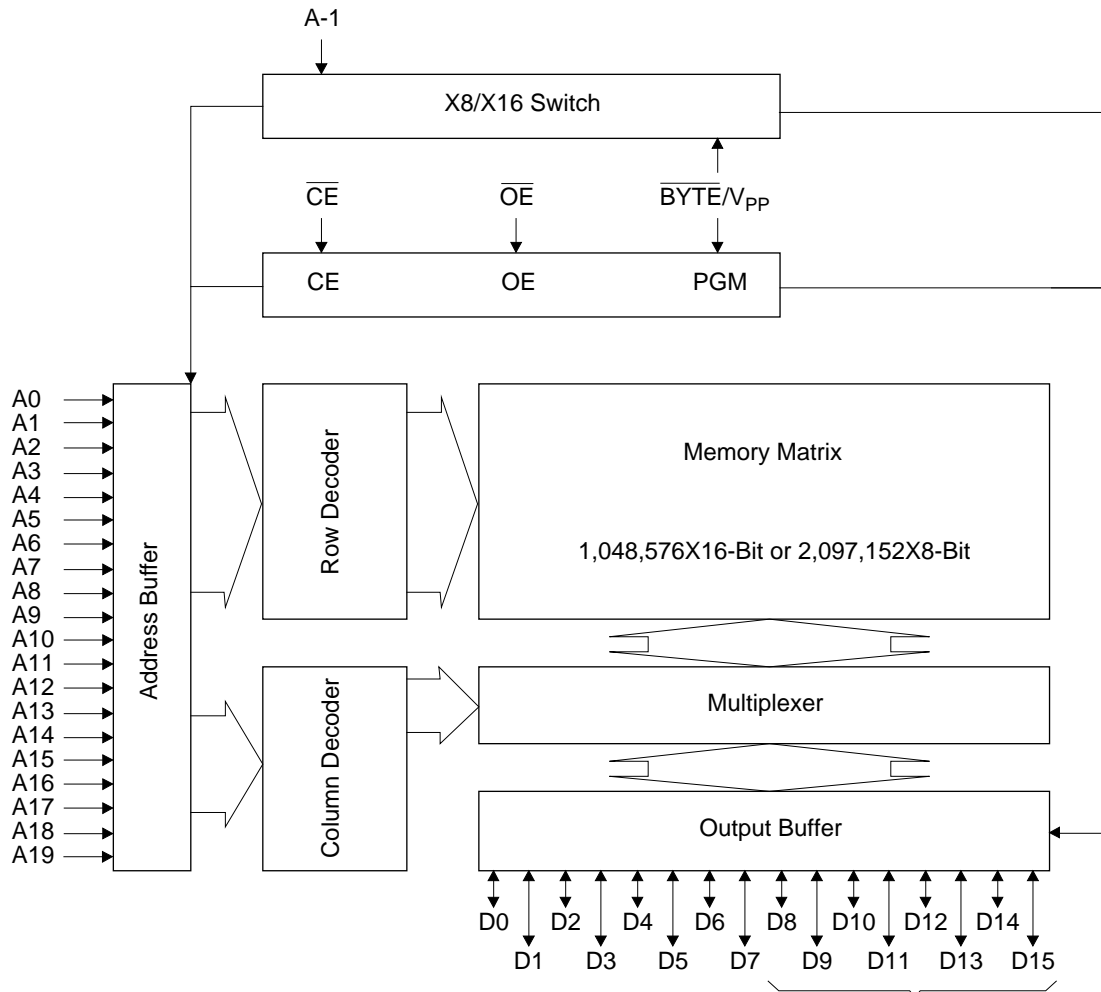 A-1
X8/X16 Switch
CE OE BYTE/VPP
CE OE PGM
A0
A1
A2
A3
A4
A5
A6
A7
A8
A9
A10
A11
A12
A13
A14
A15
A16
A17
A18
A19
Address Buffer
Row Decoder
Column Decoder
Memory Matrix
1,048,576X16-Bit or 2,097,152X8-Bit
Multiplexer
Output Buffer
D0 D2 D4 D6 D8 D10 D12 D14
D1 D3 D5 D7 D9 D11 D13 D15